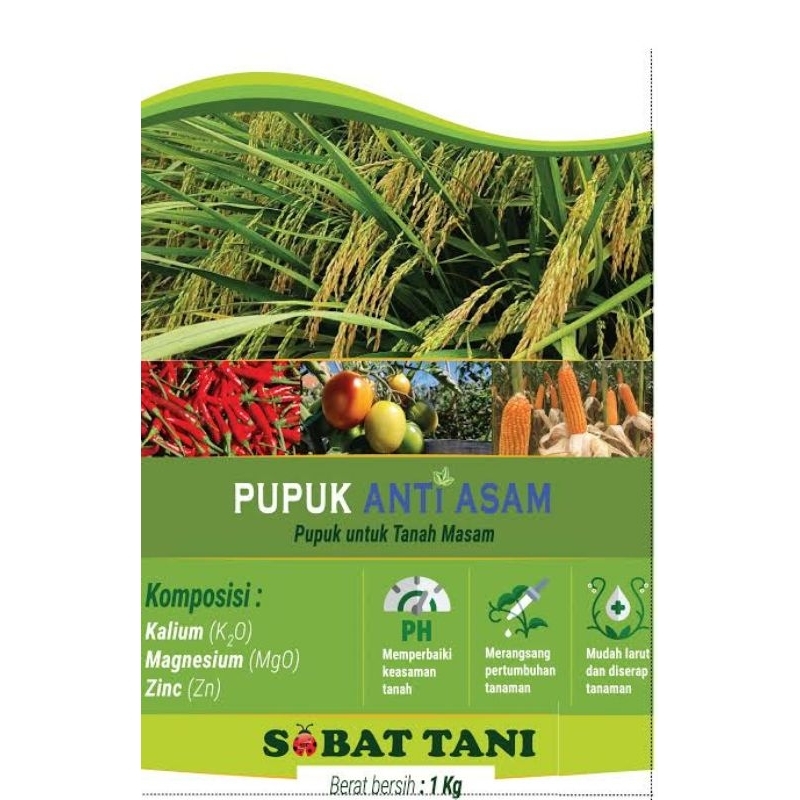 PUPUK ANTi ASAM
Pupuk untuk Tanah Masam
Komposisi :
Kalium (K₂O)
Magnesium (MgO)
Zinc (Zn)
PH
Memperbaiki
keasaman
tanah
Merangsang
pertumbuhan
tanaman
Mudah larut
dan diserap
tanaman
SOBAT TANI
Berat bersih : 1 Kg